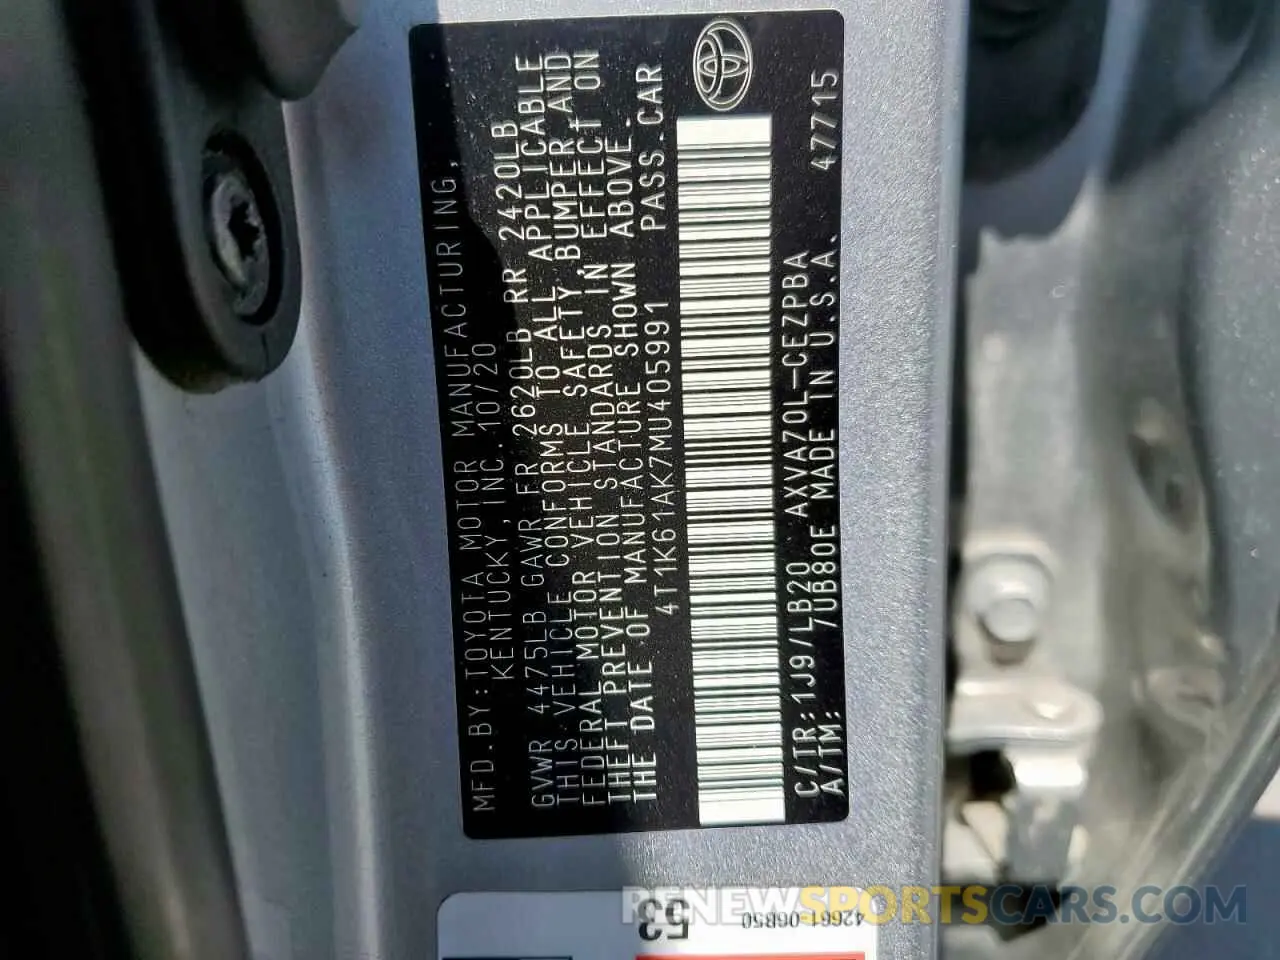 MFD.BY:TOYOTA MOTOR MANUFACTURING,
KENTUCKY, INC. 10/20
GVWR 4475LB GAWR FR 2620LB RR 2420LB
THIS VEHICLE CONFORMS TO ALL APPLICABLE
FEDERAL MOTOR VEHICLE SAFETY, BUMPER, AND
THEFT PREVENTION STANDARDS IN EFFECT ON
THE DATE OF MANUFACTURE SHOWN ABOVE.
4T1K61AK7MU405991 PASS.CAR
C/TR:1J9/LB20 AXVA70L-CEZPBA
A/TM: 7UB80E MADE IN U.S.A. 47715
53
42661-06B50
RENEWSPORTSCARS.COM